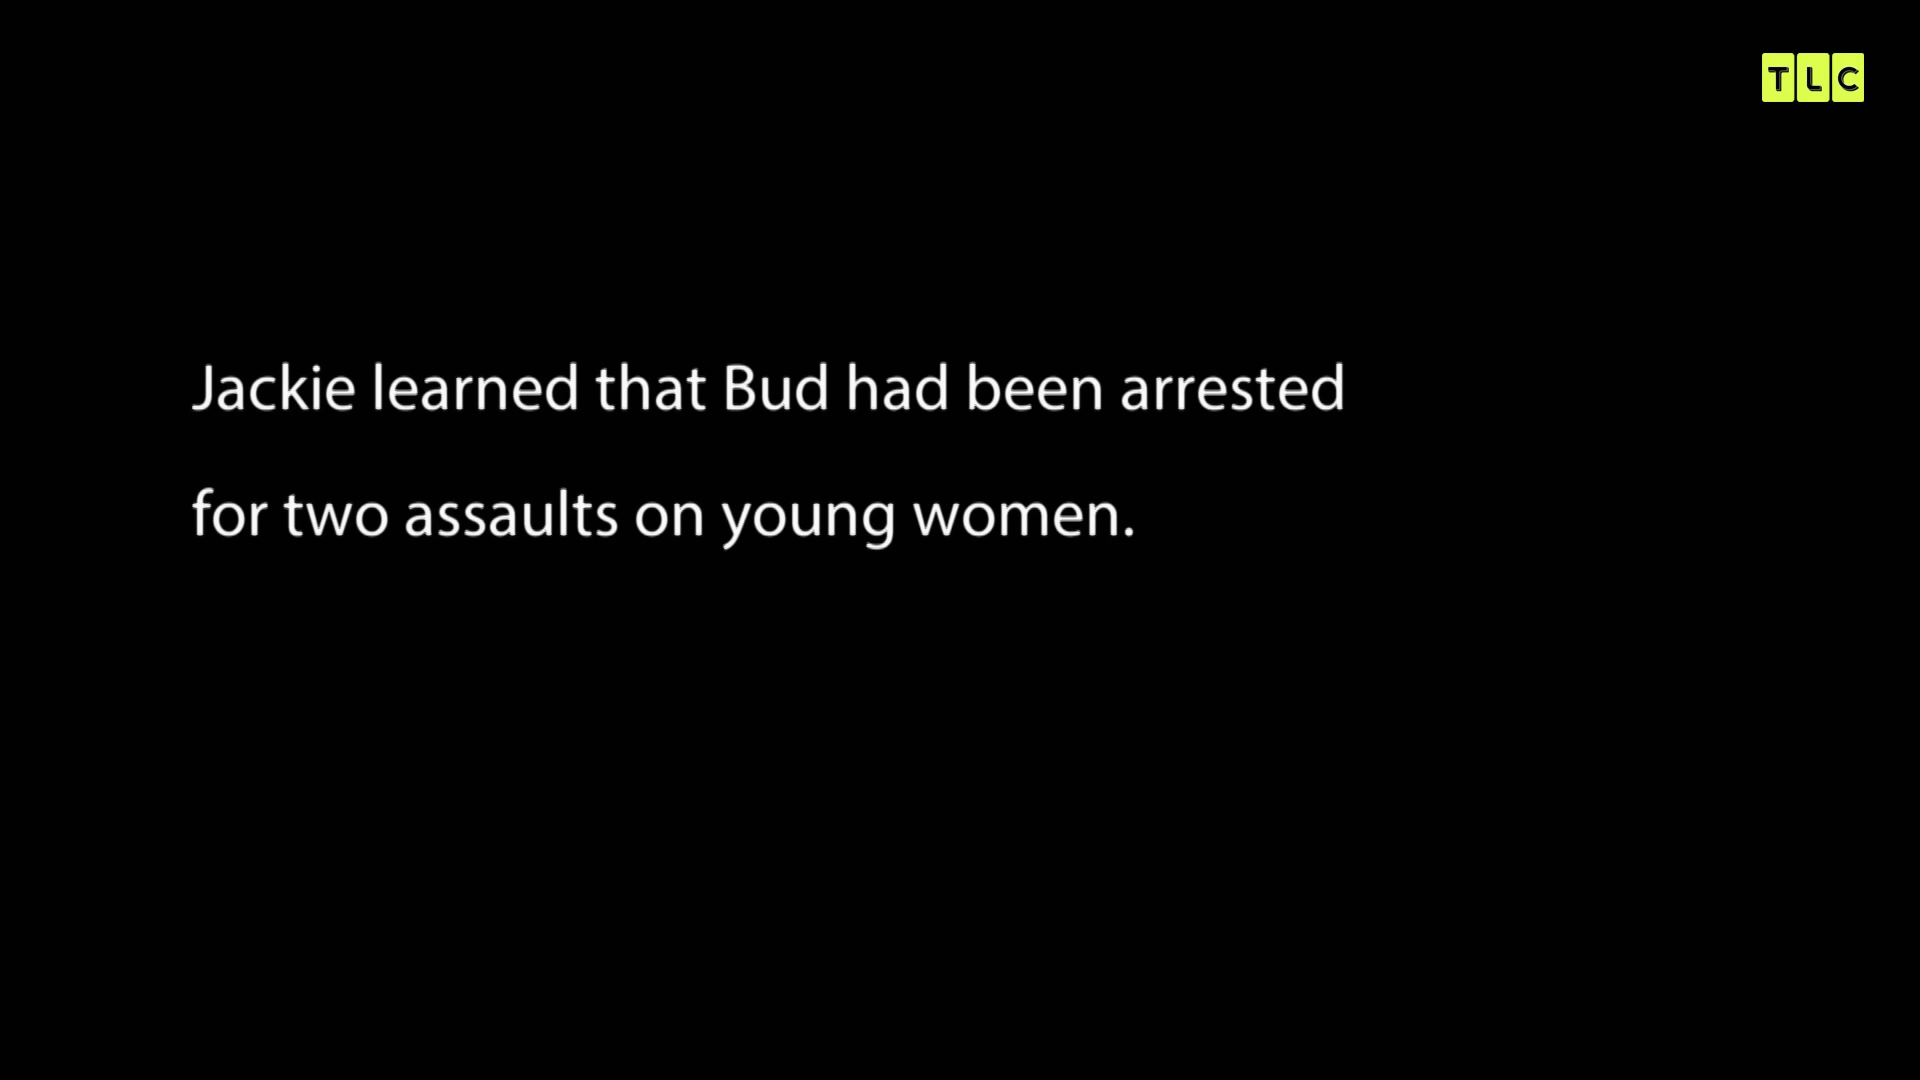 TLC
Jackie learned that Bud had been arrested
for two assaults on young women.